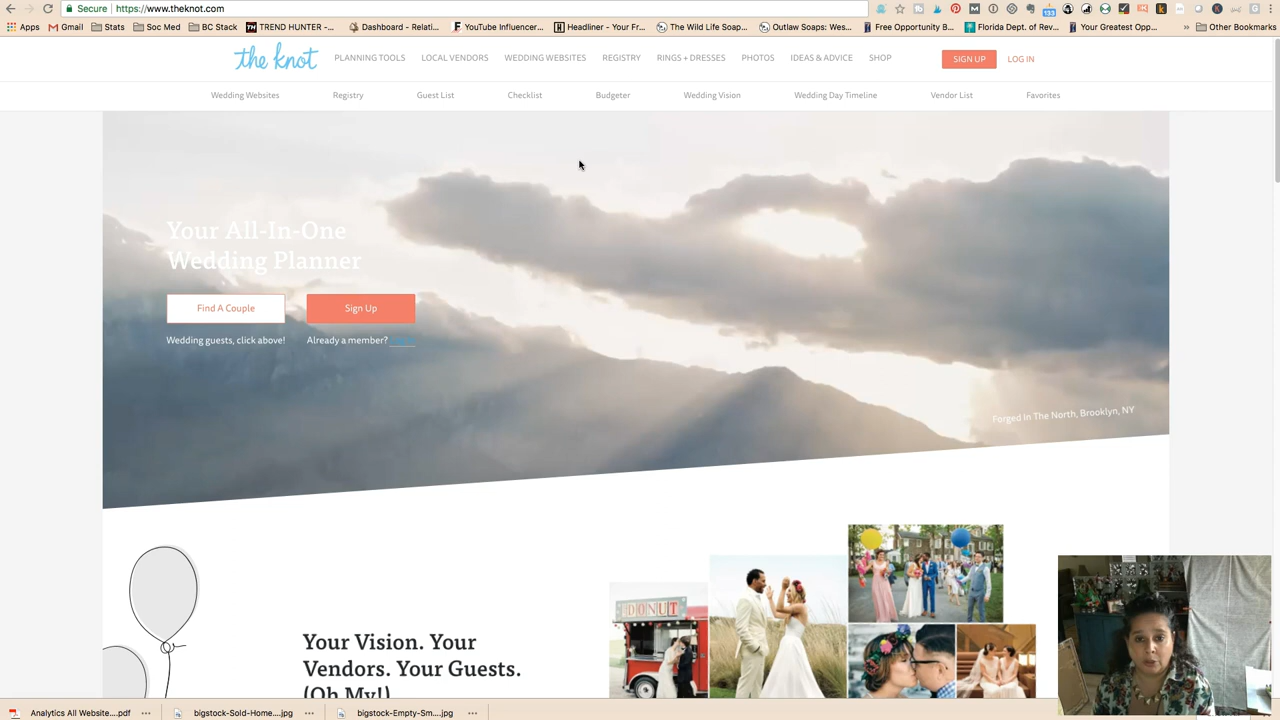 Secure https://www.theknot.com
Apps Gmail Stats Soc Med BC Stack TREND HUNTER -... Dashboard - Relati... YouTube Influencer... Headliner - Your Fr... The Wild Life Soap... Outlaw Soaps: Wes... Free Opportunity B... Florida Dept. of Rev... Your Greatest Opp... » Other Bookmarks
the knot PLANNING TOOLS LOCAL VENDORS WEDDING WEBSITES REGISTRY RINGS + DRESSES PHOTOS IDEAS & ADVICE SHOP SIGN UP LOG IN
Wedding Websites Registry Guest List Checklist Budgeter Wedding Vision Wedding Day Timeline Vendor List Favorites
Your All-In-One
Wedding Planner
Find A Couple Sign Up
Wedding guests, click above! Already a member?
Forged In The North, Brooklyn, NY
DONUT
Your Vision. Your
Vendors. Your Guests.
(Oh My!)
Analytics All Website....pdf bigstock-Sold-Home....jpg bigstock-Empty-Sm....jpg